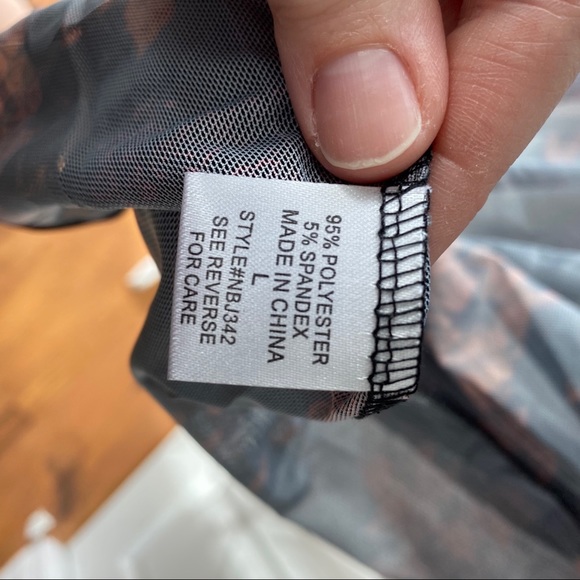 95% POLYESTER
5% SPANDEX
MADE IN CHINA
L
STYLE#NBJ342
SEE REVERSE
FOR CARE